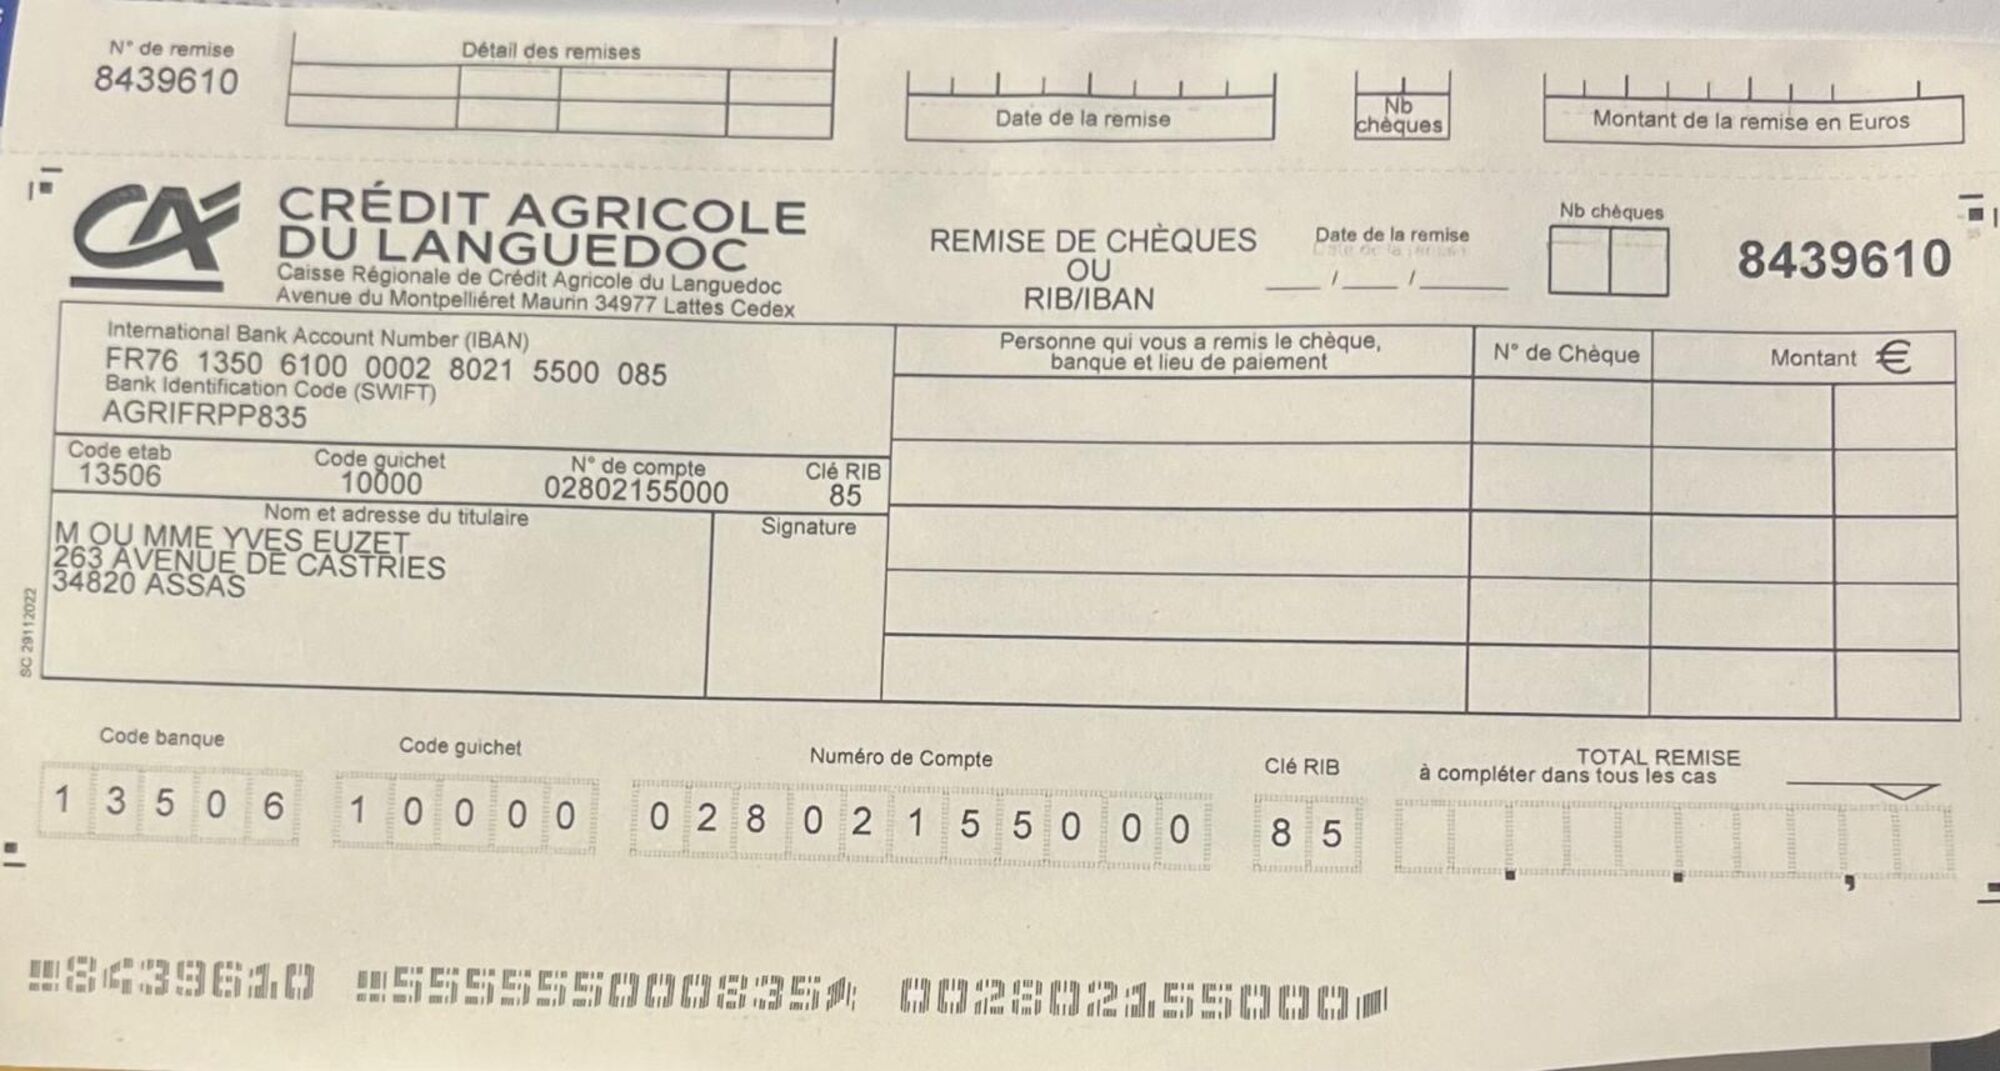 N° de remise
8439610
Détail des remises
Date de la remise
Nb
chèques
Montant de la remise en Euros
CA
CRÉDIT AGRICOLE
DU LANGUEDOC
Caisse Régionale de Crédit Agricole du Languedoc
Avenue du Montpelliéret Maurin 34977 Lattes Cedex
REMISE DE CHÈQUES
OU
RIB/IBAN
Date de la remise
/ /
Nb chèques
8439610
International Bank Account Number (IBAN)
FR76 1350 6100 0002 8021 5500 085
Bank Identification Code (SWIFT)
AGRIFRPP835
Code etab
13506
Code guichet
10000
N° de compte
02802155000
Clé RIB
85
Nom et adresse du titulaire
M OU MME YVES EUZET
263 AVENUE DE CASTRIES
34820 ASSAS
Signature
Personne qui vous a remis le chèque,
banque et lieu de paiement
N° de Chèque
Montant €
SC 29112022
Code banque
1 3 5 0 6
Code guichet
1 0 0 0 0
Numéro de Compte
0 2 8 0 2 1 5 5 0 0 0
Clé RIB
8 5
TOTAL REMISE
à compléter dans tous les cas
8439610 555555000835 002802155000